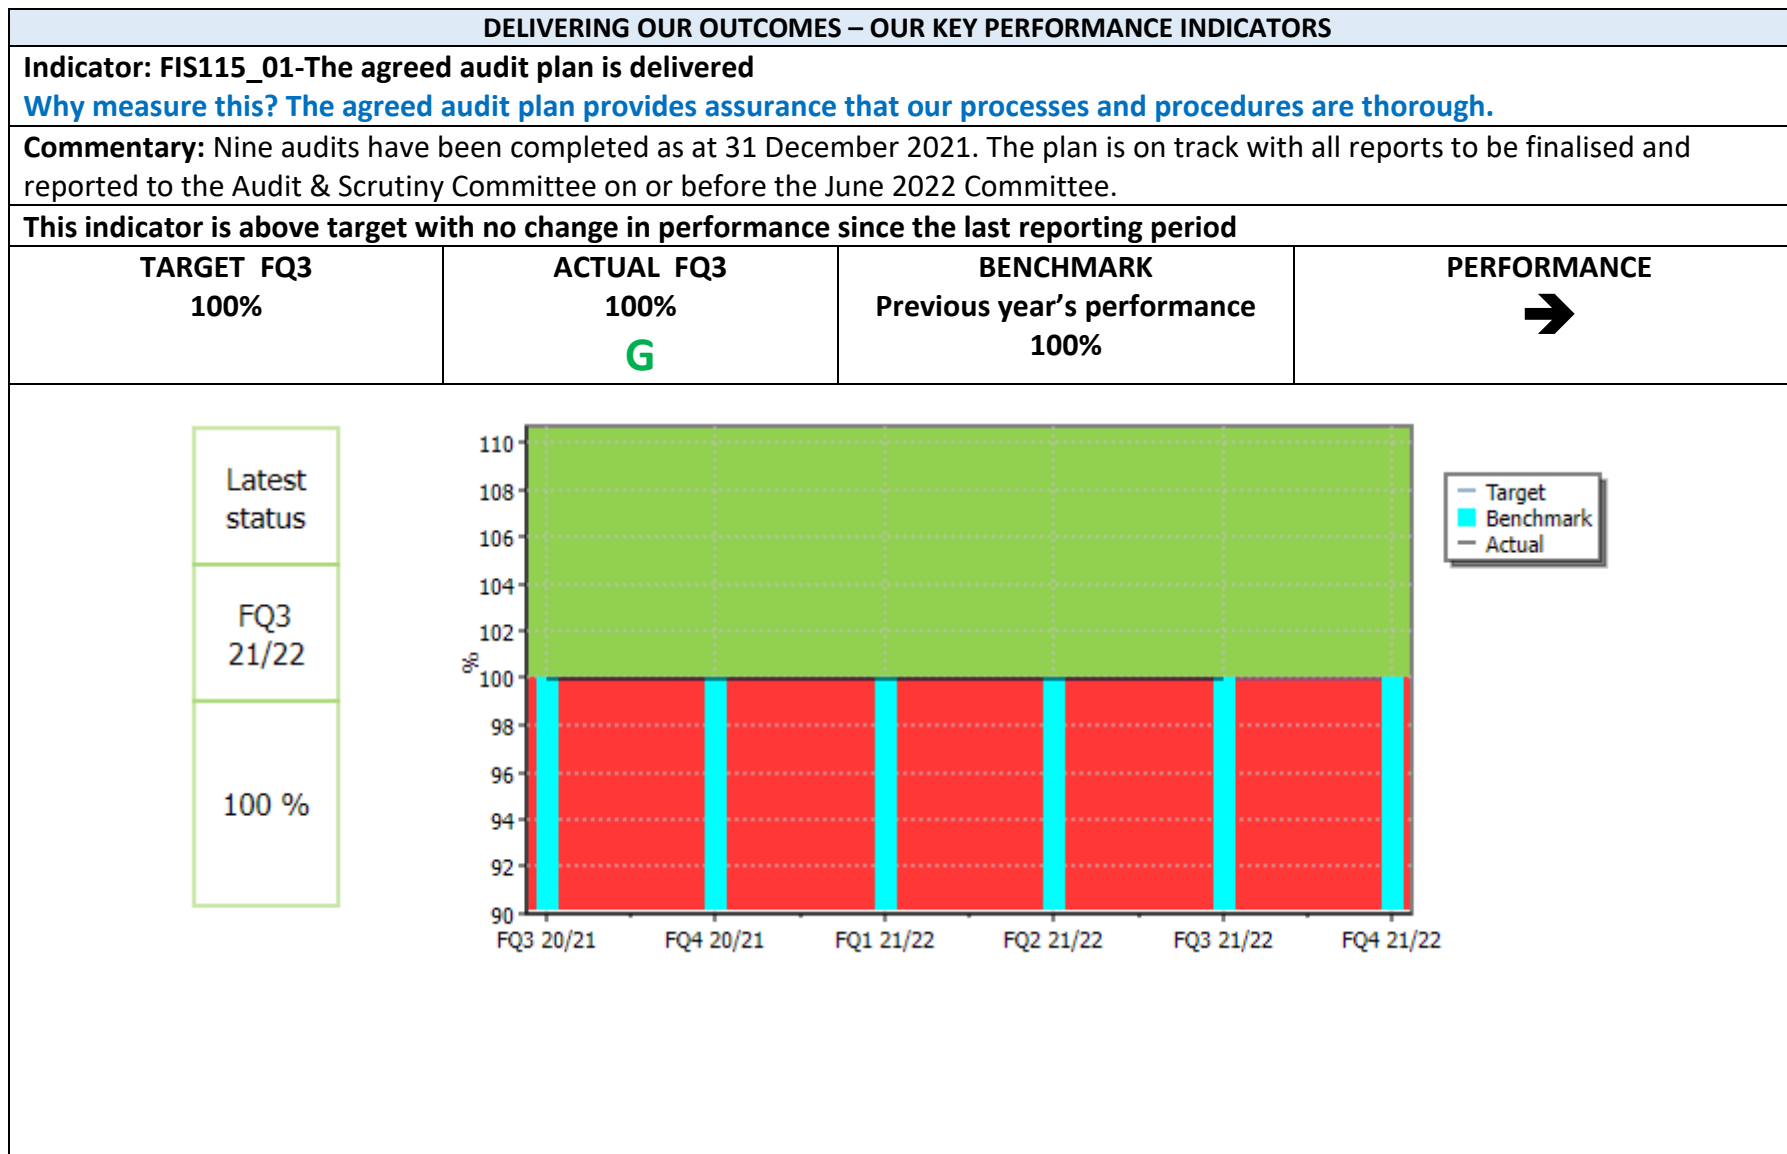 DELIVERING OUR OUTCOMES – OUR KEY PERFORMANCE INDICATORS
Indicator: FIS115_01-The agreed audit plan is delivered
Why measure this? The agreed audit plan provides assurance that our processes and procedures are thorough.
Commentary: Nine audits have been completed as at 31 December 2021. The plan is on track with all reports to be finalised and
reported to the Audit & Scrutiny Committee on or before the June 2022 Committee.
This indicator is above target with no change in performance since the last reporting period
TARGET FQ3
100%
ACTUAL FQ3
100%
G
BENCHMARK
Previous year's performance
100%
PERFORMANCE
Latest
status
FQ3
21/22
100 %
%
110
108
106
104
102
100
98
96
94
92
90
FQ3 20/21
FQ4 20/21
FQ1 21/22
FQ2 21/22
FQ3 21/22
FQ4 21/22
Target
Benchmark
Actual